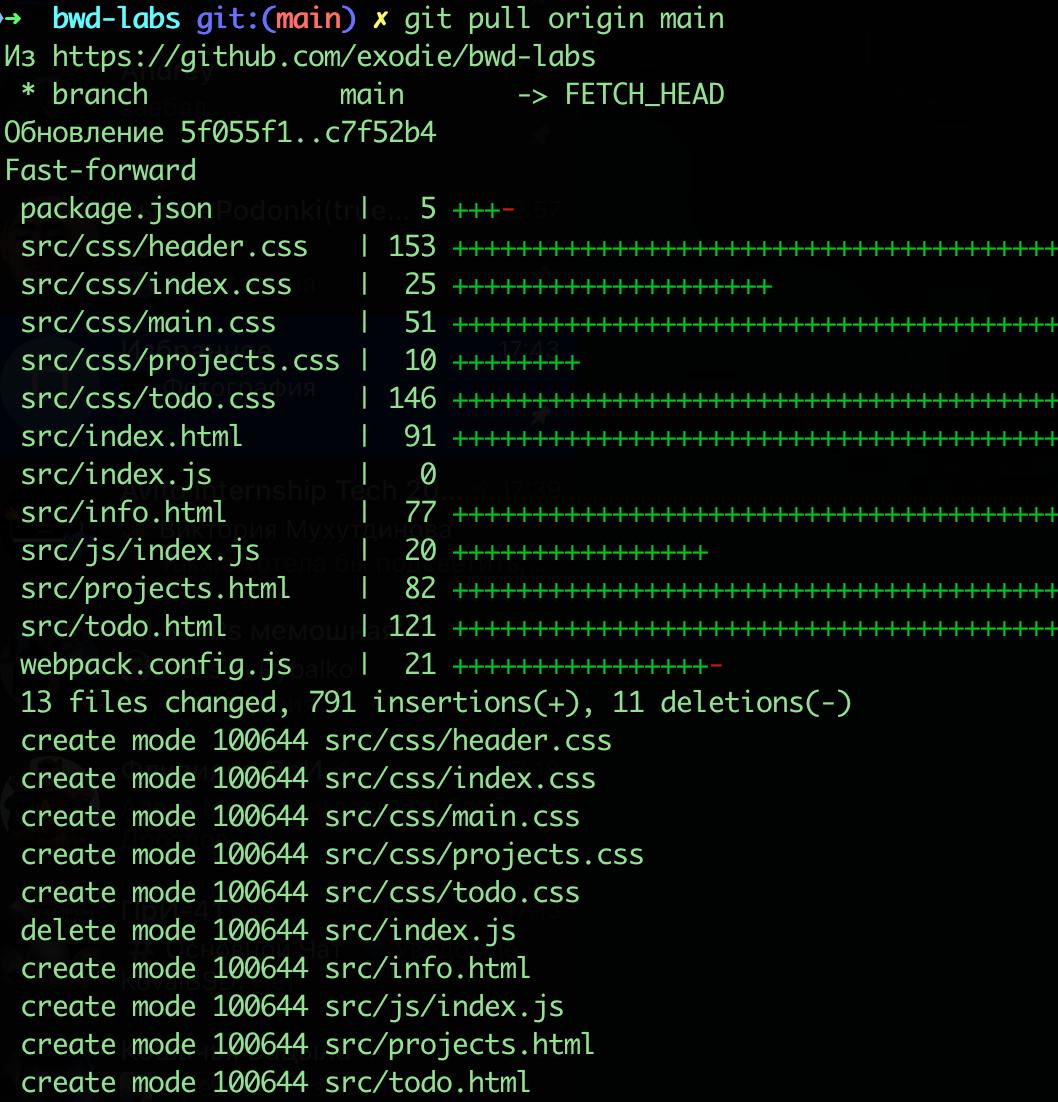 ➜ bwd-labs git:(main) ✗ git pull origin main
Из https://github.com/exodie/bwd-labs
* branch main -> FETCH_HEAD
Обновление 5f055f1..c7f52b4
Fast-forward
package.json | 5 +++-
src/css/header.css | 153 ++++++++++++++++++++++++++++++++++++++
src/css/index.css | 25 ++++++++++++++++++++
src/css/main.css | 51 ++++++++++++++++++++++++++++++++++++++
src/css/projects.css | 10 ++++++++
src/css/todo.css | 146 ++++++++++++++++++++++++++++++++++++++
src/index.html | 91 ++++++++++++++++++++++++++++++++++++++
src/index.js | 0
src/info.html | 77 ++++++++++++++++++++++++++++++++++++++
src/js/index.js | 20 ++++++++++++++++
src/projects.html | 82 ++++++++++++++++++++++++++++++++++++++
src/todo.html | 121 ++++++++++++++++++++++++++++++++++++++
webpack.config.js | 21 ++++++++++++++++-
13 files changed, 791 insertions(+), 11 deletions(-)
create mode 100644 src/css/header.css
create mode 100644 src/css/index.css
create mode 100644 src/css/main.css
create mode 100644 src/css/projects.css
create mode 100644 src/css/todo.css
delete mode 100644 src/index.js
create mode 100644 src/info.html
create mode 100644 src/js/index.js
create mode 100644 src/projects.html
create mode 100644 src/todo.html